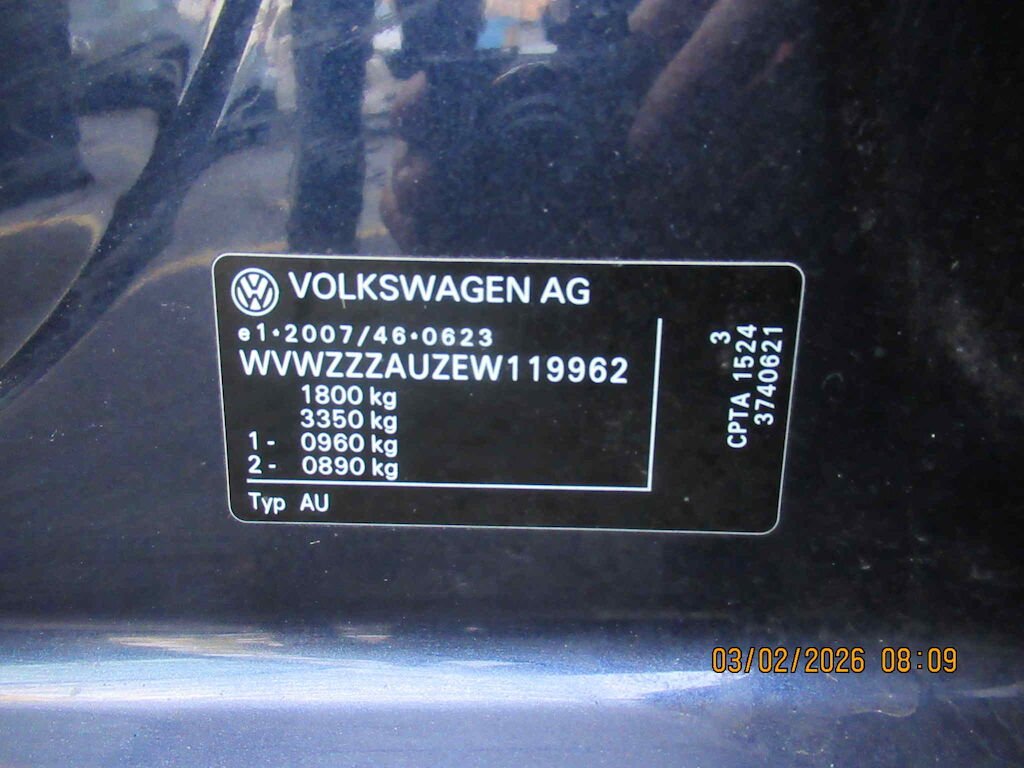 VOLKSWAGEN AG
e1*2007/46*0623
WVWZZZAUZEW119962
1800 kg
3350 kg
1- 0960 kg
2- 0890 kg
Typ AU
3
CPTA 1524
3740621
03/02/2026 08:09